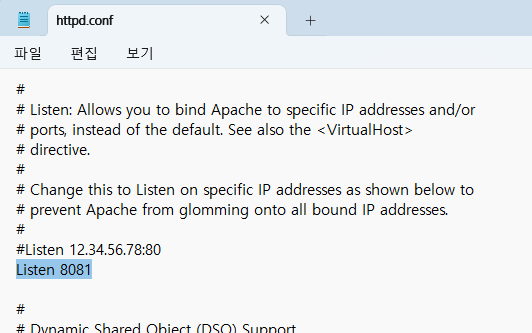 httpd.conf
파일 편집 보기
#
# Listen: Allows you to bind Apache to specific IP addresses and/or
# ports, instead of the default. See also the <VirtualHost>
# directive.
#
# Change this to Listen on specific IP addresses as shown below to
# prevent Apache from glomming onto all bound IP addresses.
#
#Listen 12.34.56.78:80
Listen 8081
#
# Dynamic Shared Object (DSO) Support